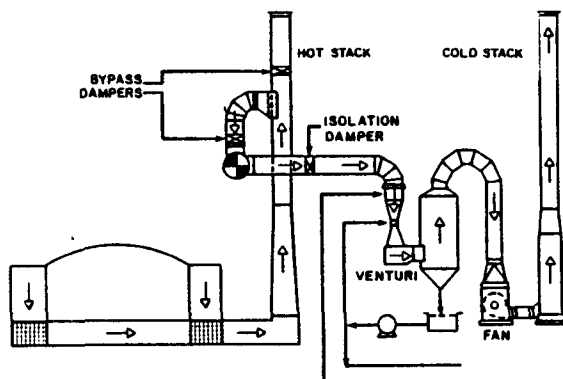 HOT STACK
COLD STACK
BYPASS
DAMPERS
ISOLATION
DAMPER
VENTURI
FAN